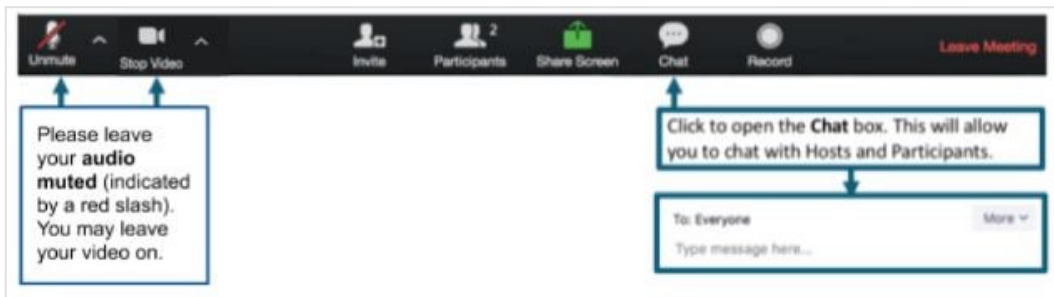 2
Unmute Stop Video Invite Participants Share Screen Chat Record Leave Meeting
Please leave
your audio
muted (indicated
by a red slash).
You may leave
your video on.
Click to open the Chat box. This will allow
you to chat with Hosts and Participants.
To: Everyone More
Type message here...